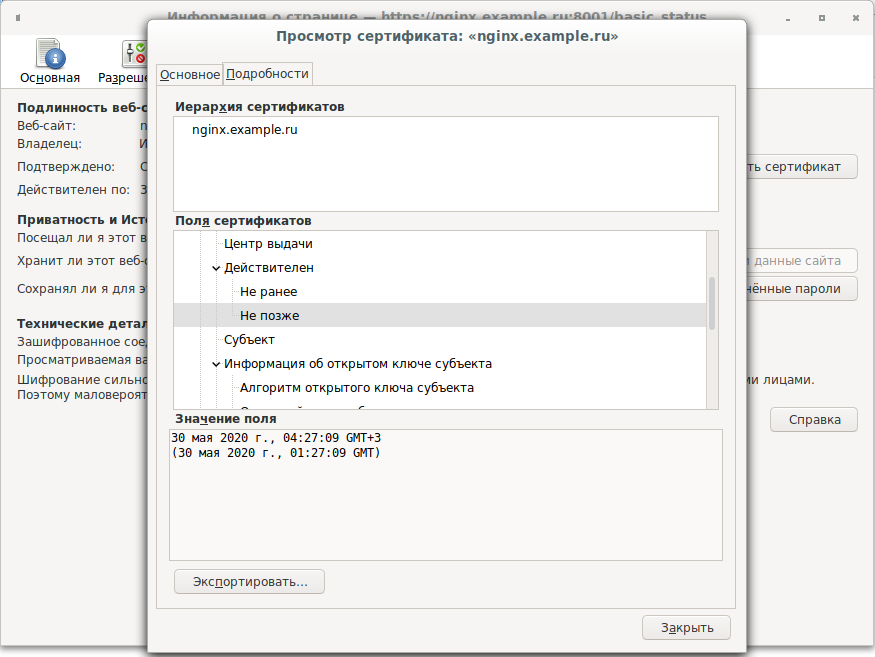 Информация о странице — https://nginx.example.ru:8001/basic_status
Просмотр сертификата: «nginx.example.ru»
Основная
Разреше
Основное
Подробности
Подлинность веб-с
Веб-сайт: n
Владелец: И
Подтверждено: С
Действителен по: 3
ть сертификат
Приватность и Ист
Посещал ли я этот в
Хранит ли этот веб-с
и данные сайта
Сохранял ли я для э
нённые пароли
Технические детал
Зашифрованное сое
Просматриваемая ва
Шифрование сильно
ми лицами.
Поэтому маловероят
Справка
Иерархия сертификатов
nginx.example.ru
Поля сертификатов
Центр выдачи
Действителен
Не ранее
Не позже
Субъект
Информация об открытом ключе субъекта
Алгоритм открытого ключа субъекта
Значение поля
30 мая 2020 г., 04:27:09 GMT+3
(30 мая 2020 г., 01:27:09 GMT)
Экспортировать...
Закрыть